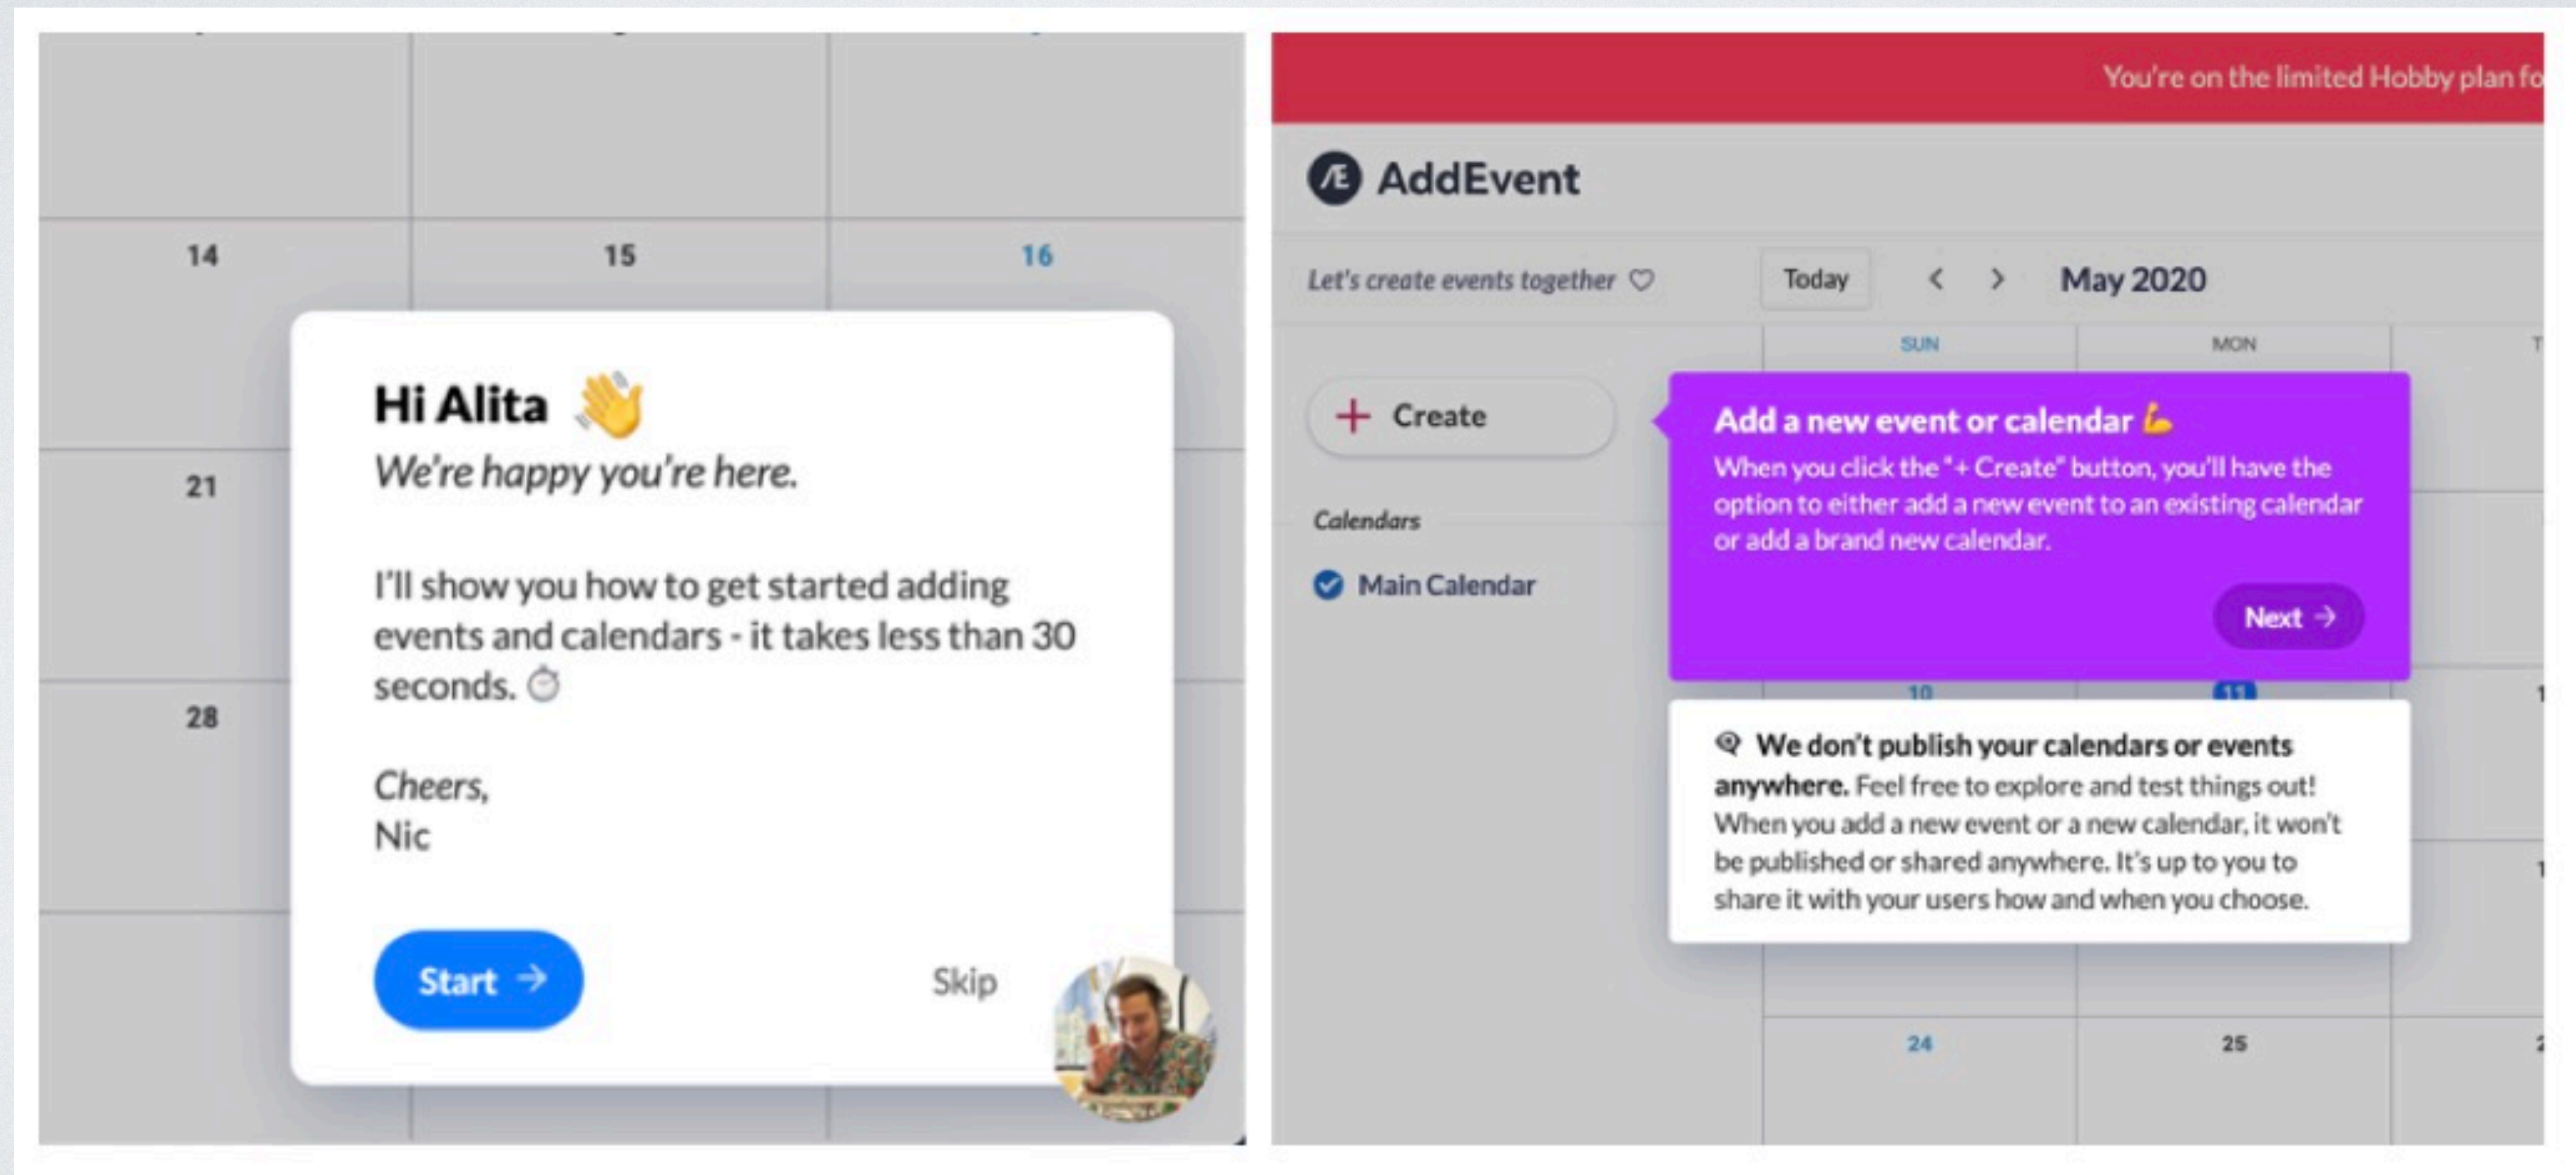 14 15 16
Hi Alita 👋
We're happy you're here.
21
I'll show you how to get started adding
events and calendars - it takes less than 30
seconds. ⏱
28
Cheers,
Nic
Start →
Skip
You're on the limited Hobby plan
Æ AddEvent
Let's create events together ♡
Today < > May 2020
SUN MON
+ Create
Add a new event or calendar 💪
When you click the "+ Create" button, you'll have the
option to either add a new event to an existing calendar
or add a brand new calendar.
Next →
Calendars
Main Calendar
10 11
We don't publish your calendars or events
anywhere. Feel free to explore and test things out!
When you add a new event or a new calendar, it won't
be published or shared anywhere. It's up to you to
share it with your users how and when you choose.
24 25